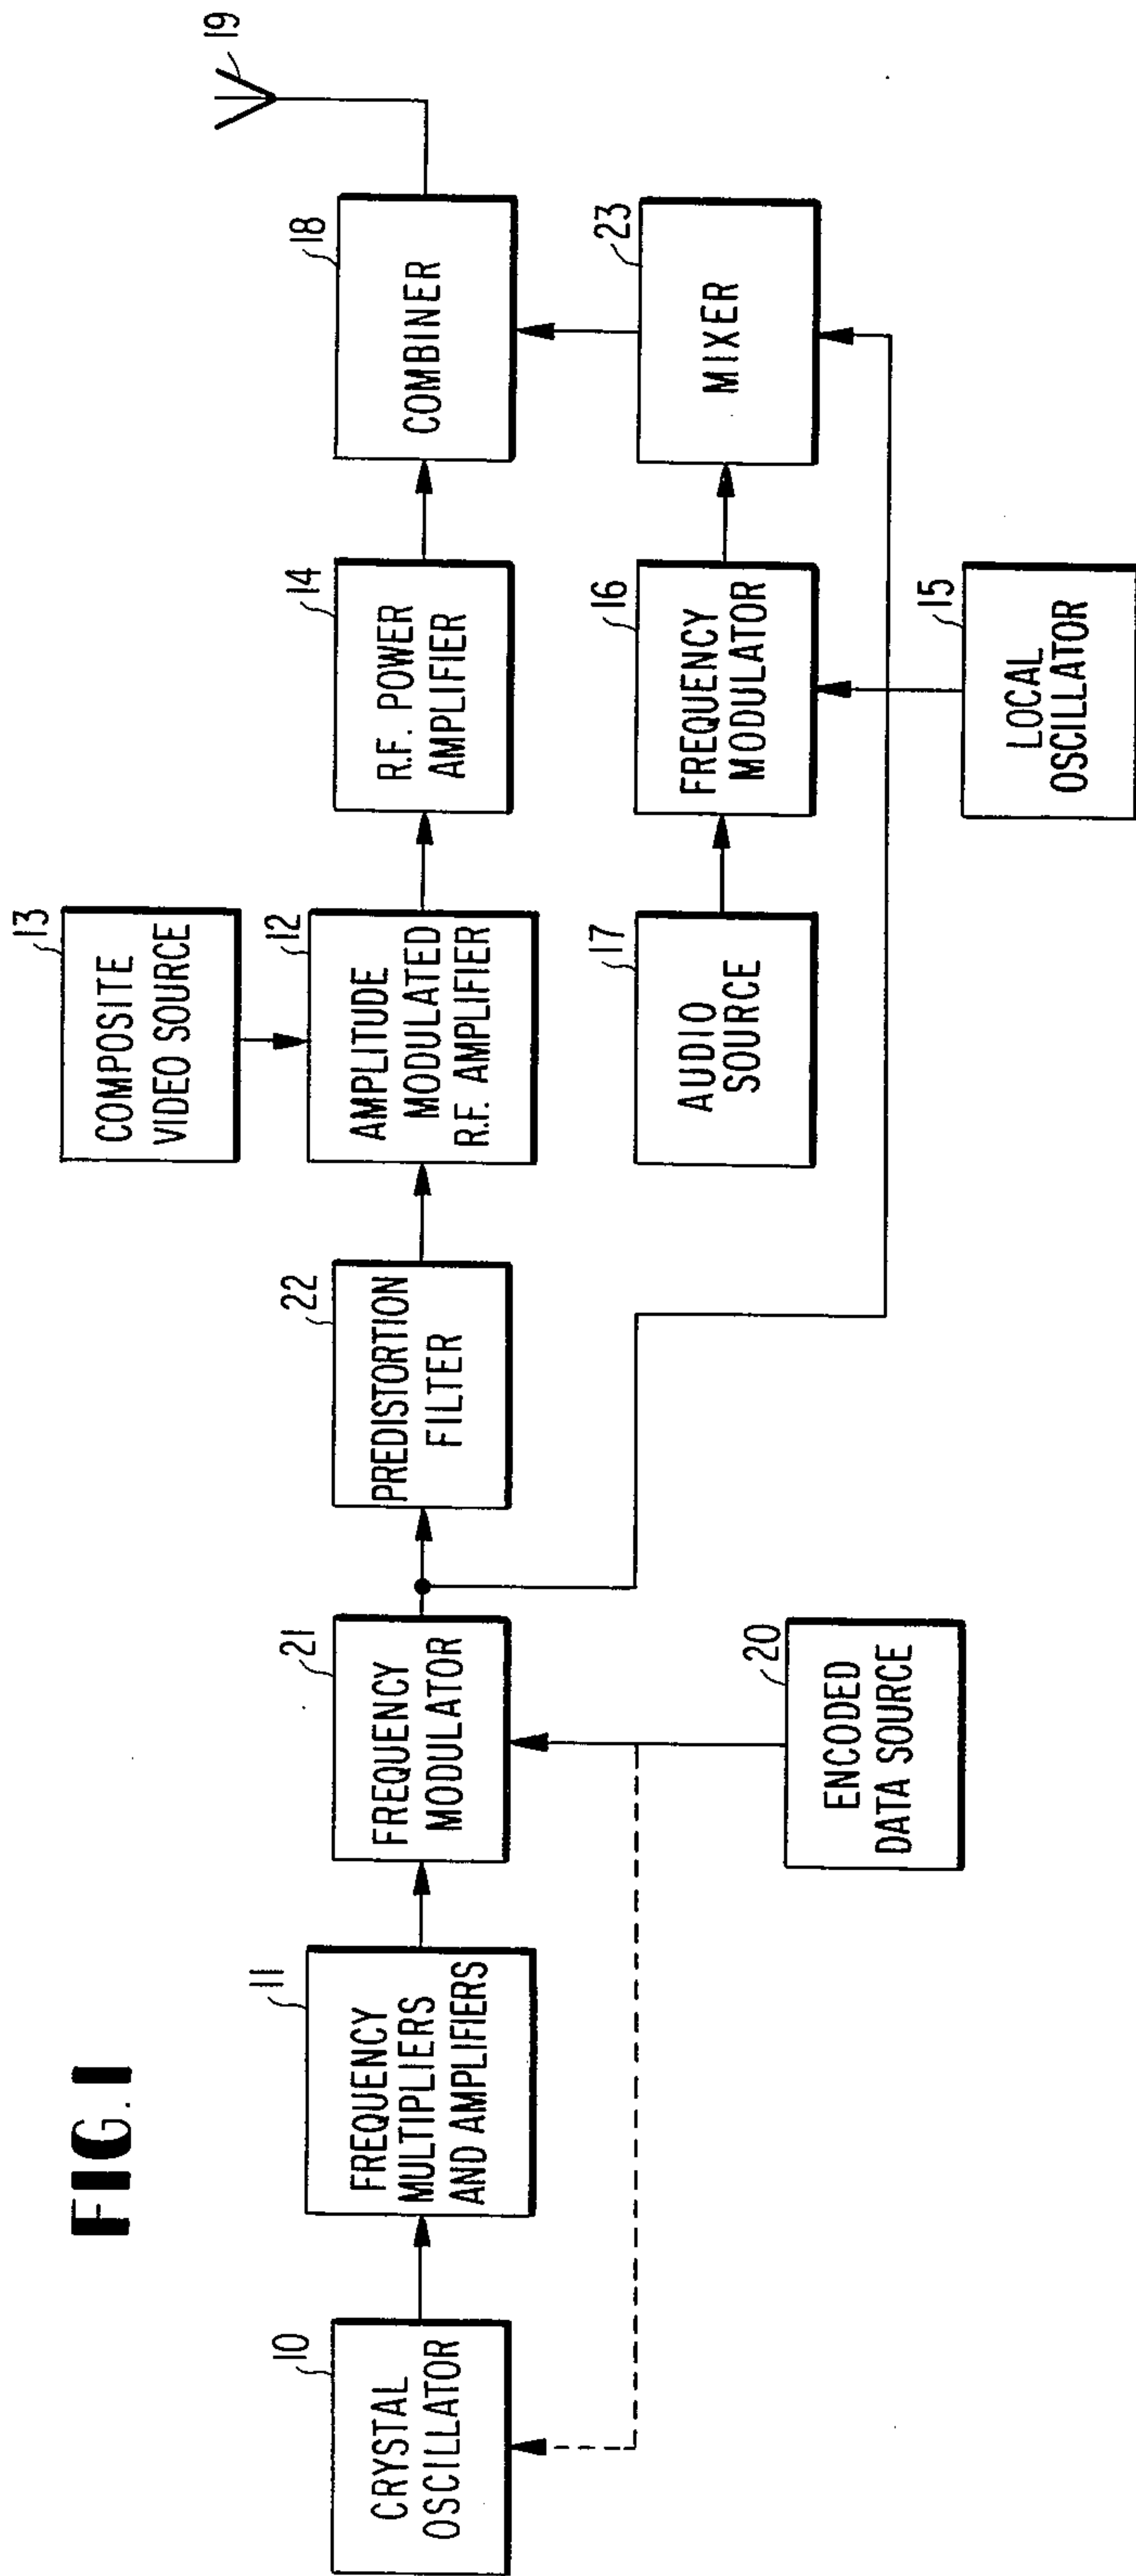 FIG. 1
10
CRYSTAL
OSCILLATOR
11
FREQUENCY
MULTIPLIERS
AND AMPLIFIERS
21
FREQUENCY
MODULATOR
20
ENCODED
DATA SOURCE
22
PREDISTORTION
FILTER
13
COMPOSITE
VIDEO SOURCE
12
AMPLITUDE
MODULATED
R.F. AMPLIFIER
14
R.F. POWER
AMPLIFIER
18
COMBINER
19
17
AUDIO
SOURCE
16
FREQUENCY
MODULATOR
23
MIXER
15
LOCAL
OSCILLATOR